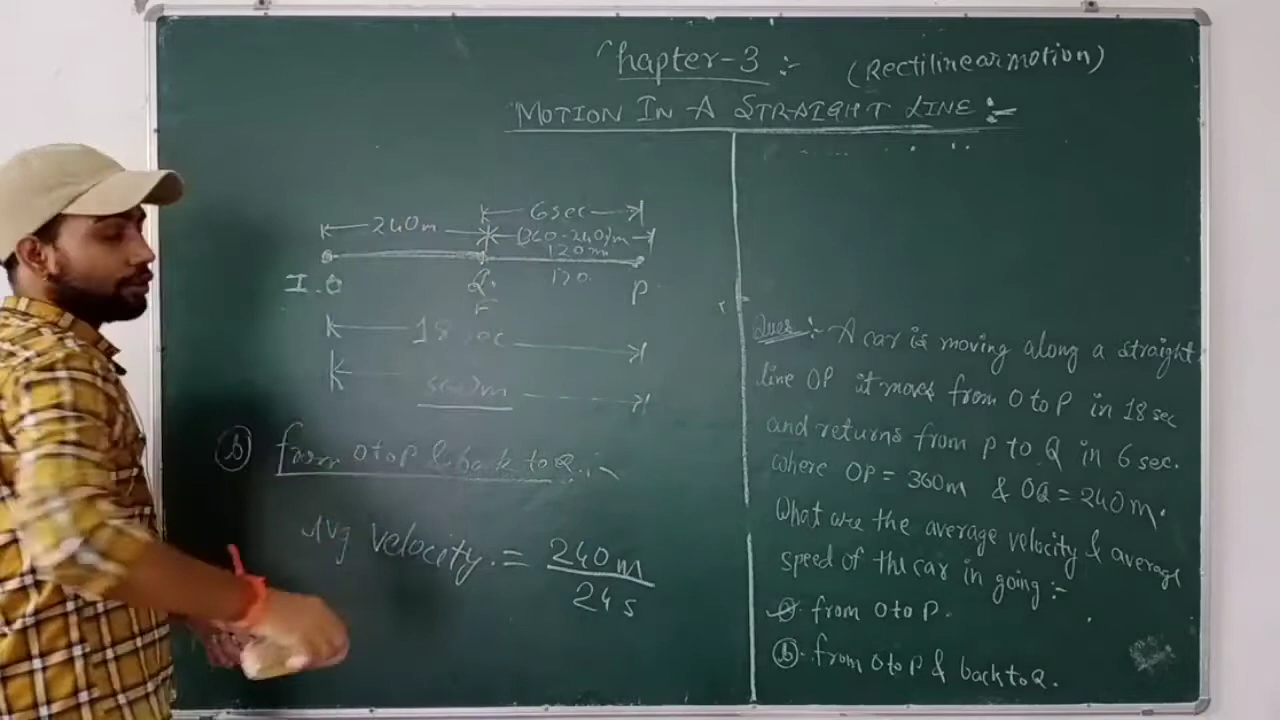 Chapter-3 :- (Rectilinear motion)
MOTION IN A STRAIGHT LINE :-
6sec
240m
(360-240)m
120m
I. O Q. 120 P
F
18 sec
(b) from O to P & back to Q. :-
Avg velocity. = 240m
24 s
Ques :- A car is moving along a straight
line OP it moves from O to P in 18 sec
and returns from P to Q in 6 sec.
where OP = 360m & OQ = 240m.
What are the average velocity & average
speed of the car in going :-
from O to P.
(b). from O to P & back to Q.